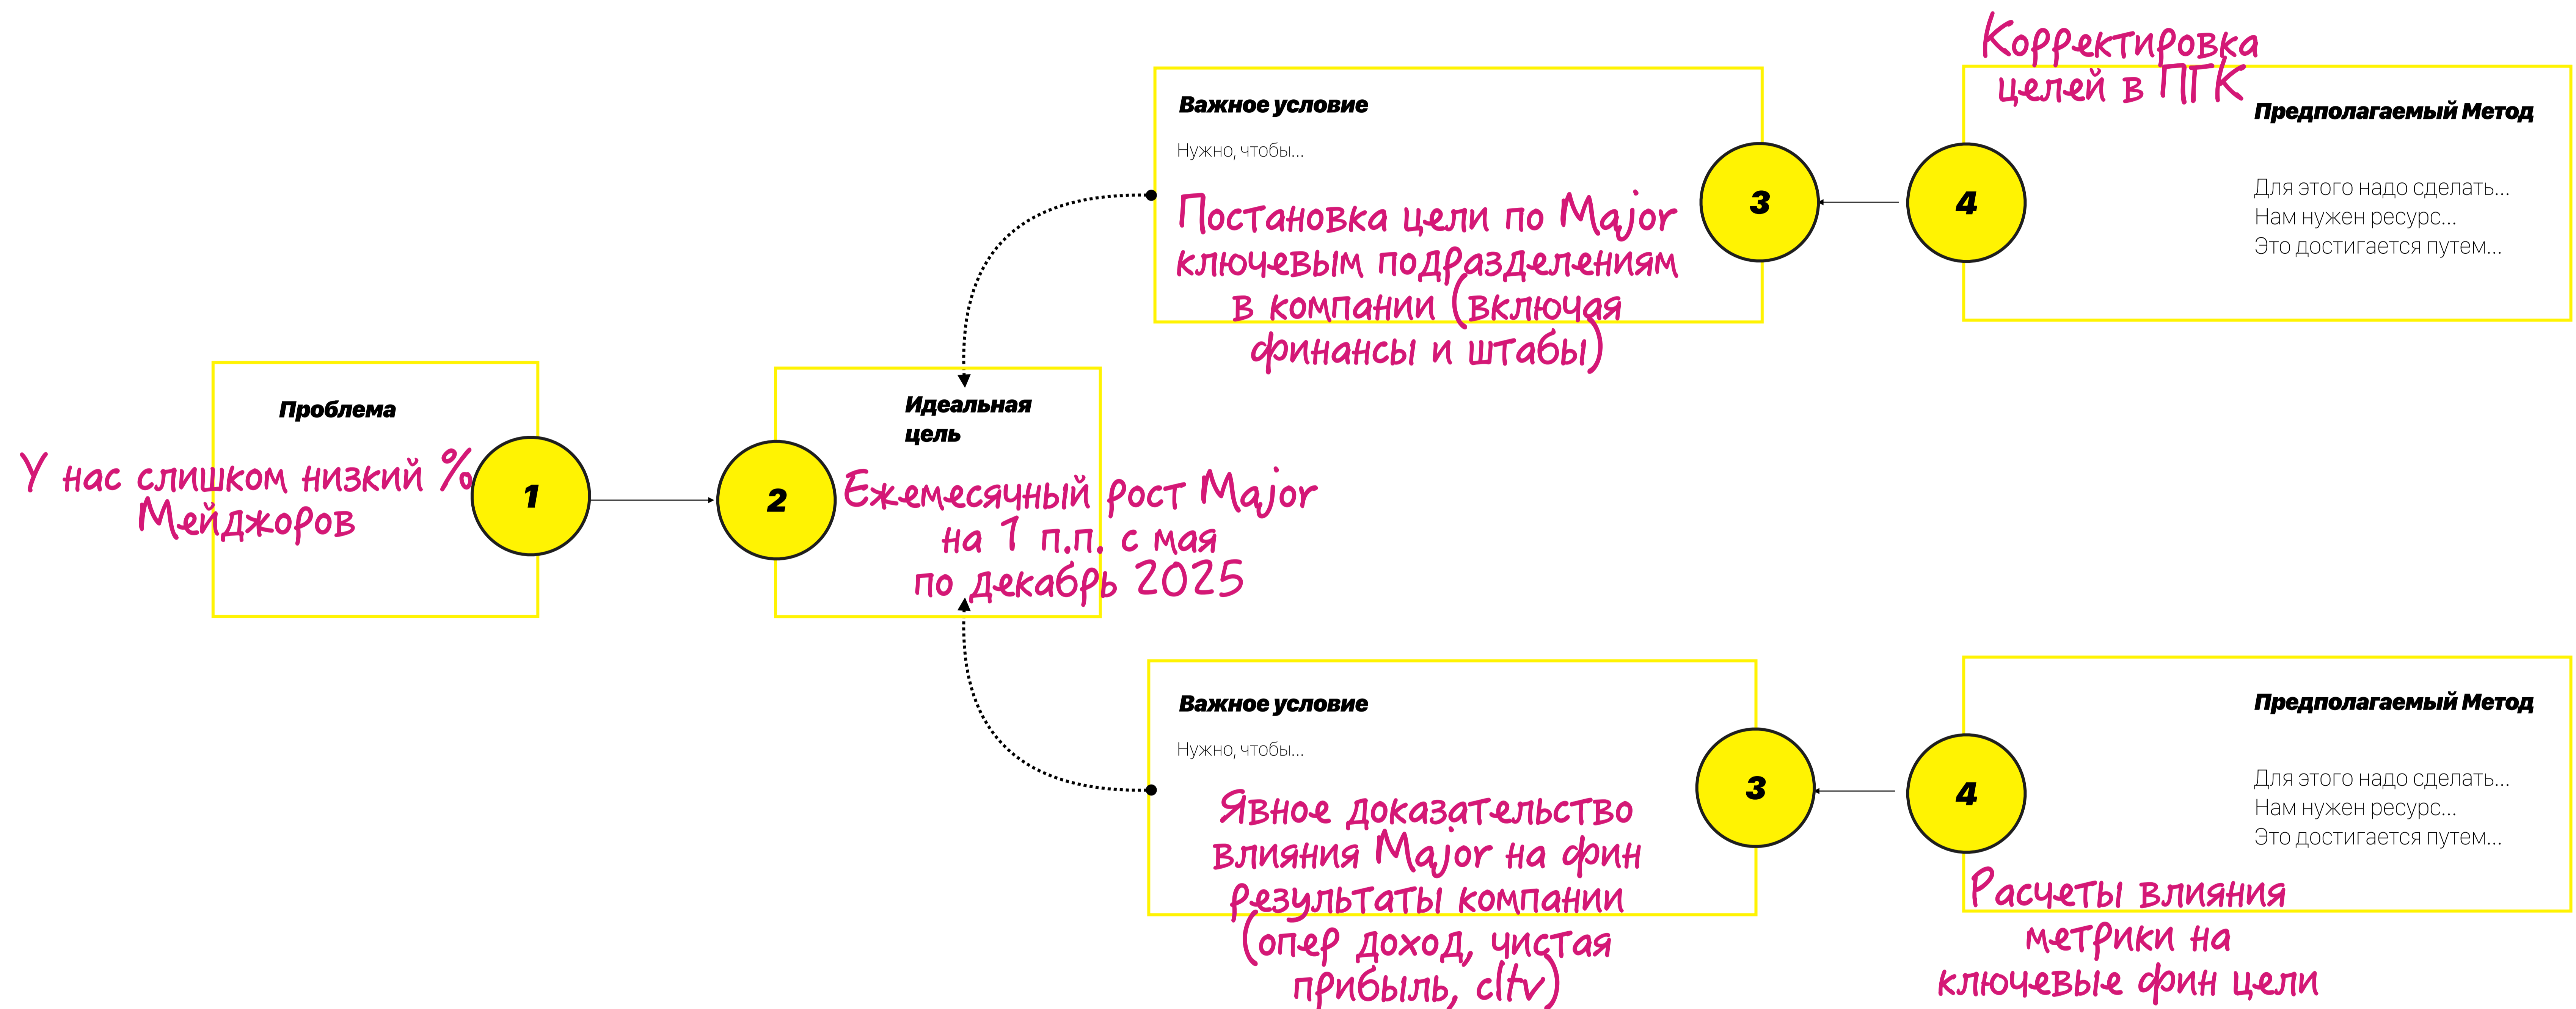 Проблема
У нас слишком низкий %
Мейджоров
1
2
Идеальная
цель
Ежемесячный рост Major
на 1 п.п. с мая
по декабрь 2025
Важное условие
Нужно, чтобы...
Постановка цели по Major
ключевым подразделениям
в компании (включая
финансы и штабы)
3
4
Корректировка
целей в ПГК
Предполагаемый Метод
Для этого надо сделать...
Нам нужен ресурс...
Это достигается путем...
Важное условие
Нужно, чтобы...
Явное доказательство
влияния Major на фин
результаты компании
(опер доход, чистая
прибыль, cltv)
3
4
Предполагаемый Метод
Для этого надо сделать...
Нам нужен ресурс...
Это достигается путем...
Расчеты влияния
метрики на
ключевые фин цели